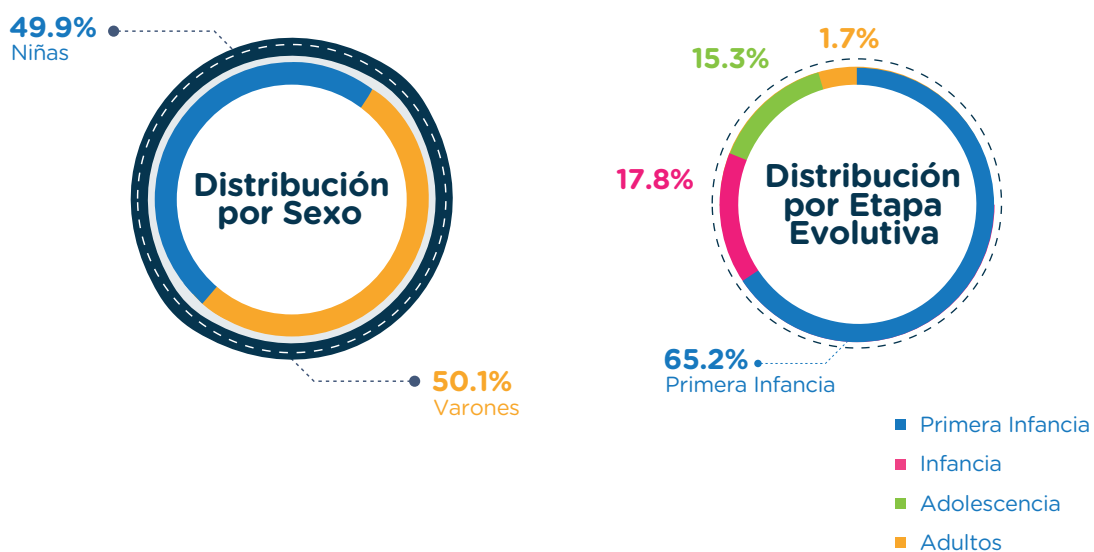 49.9%
Niñas
Distribución
por Sexo
50.1%
Varones
1.7%
15.3%
17.8%
Distribución
por Etapa
Evolutiva
65.2%
Primera Infancia
Primera Infancia
Infancia
Adolescencia
Adultos